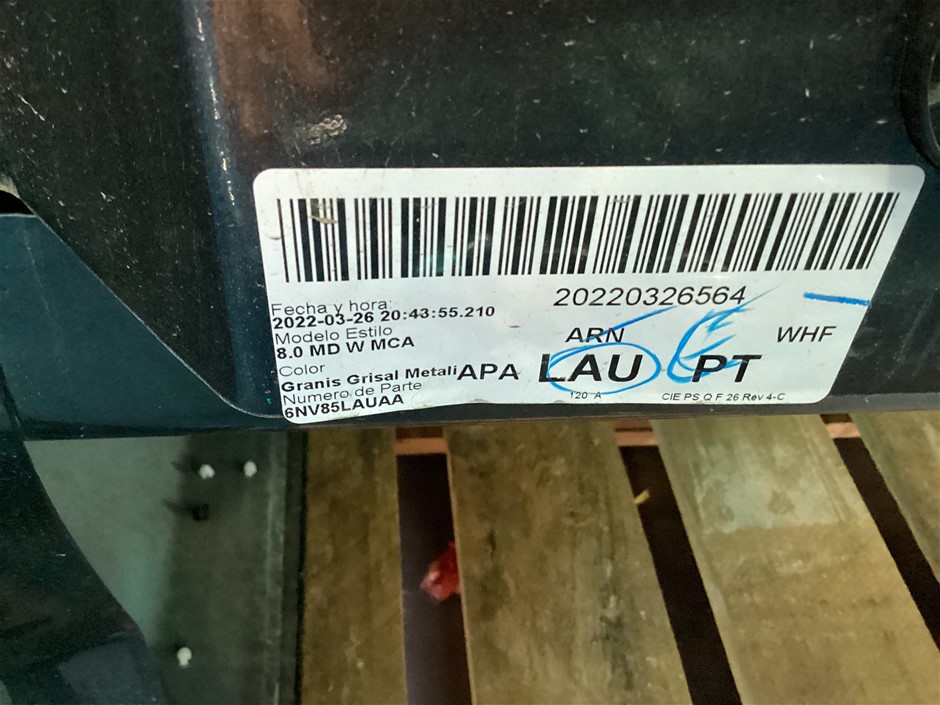 20220326564
Fecha y hora:
2022-03-26 20:43:55.210
Modelo Estilo
8.0 MD W MCA
ARN WHF
Color
Granis Grisal Metali APA LAU PT
Numero de Parte
6NV85LAUAA
120 A CIE PS Q F 26 Rev 4-C